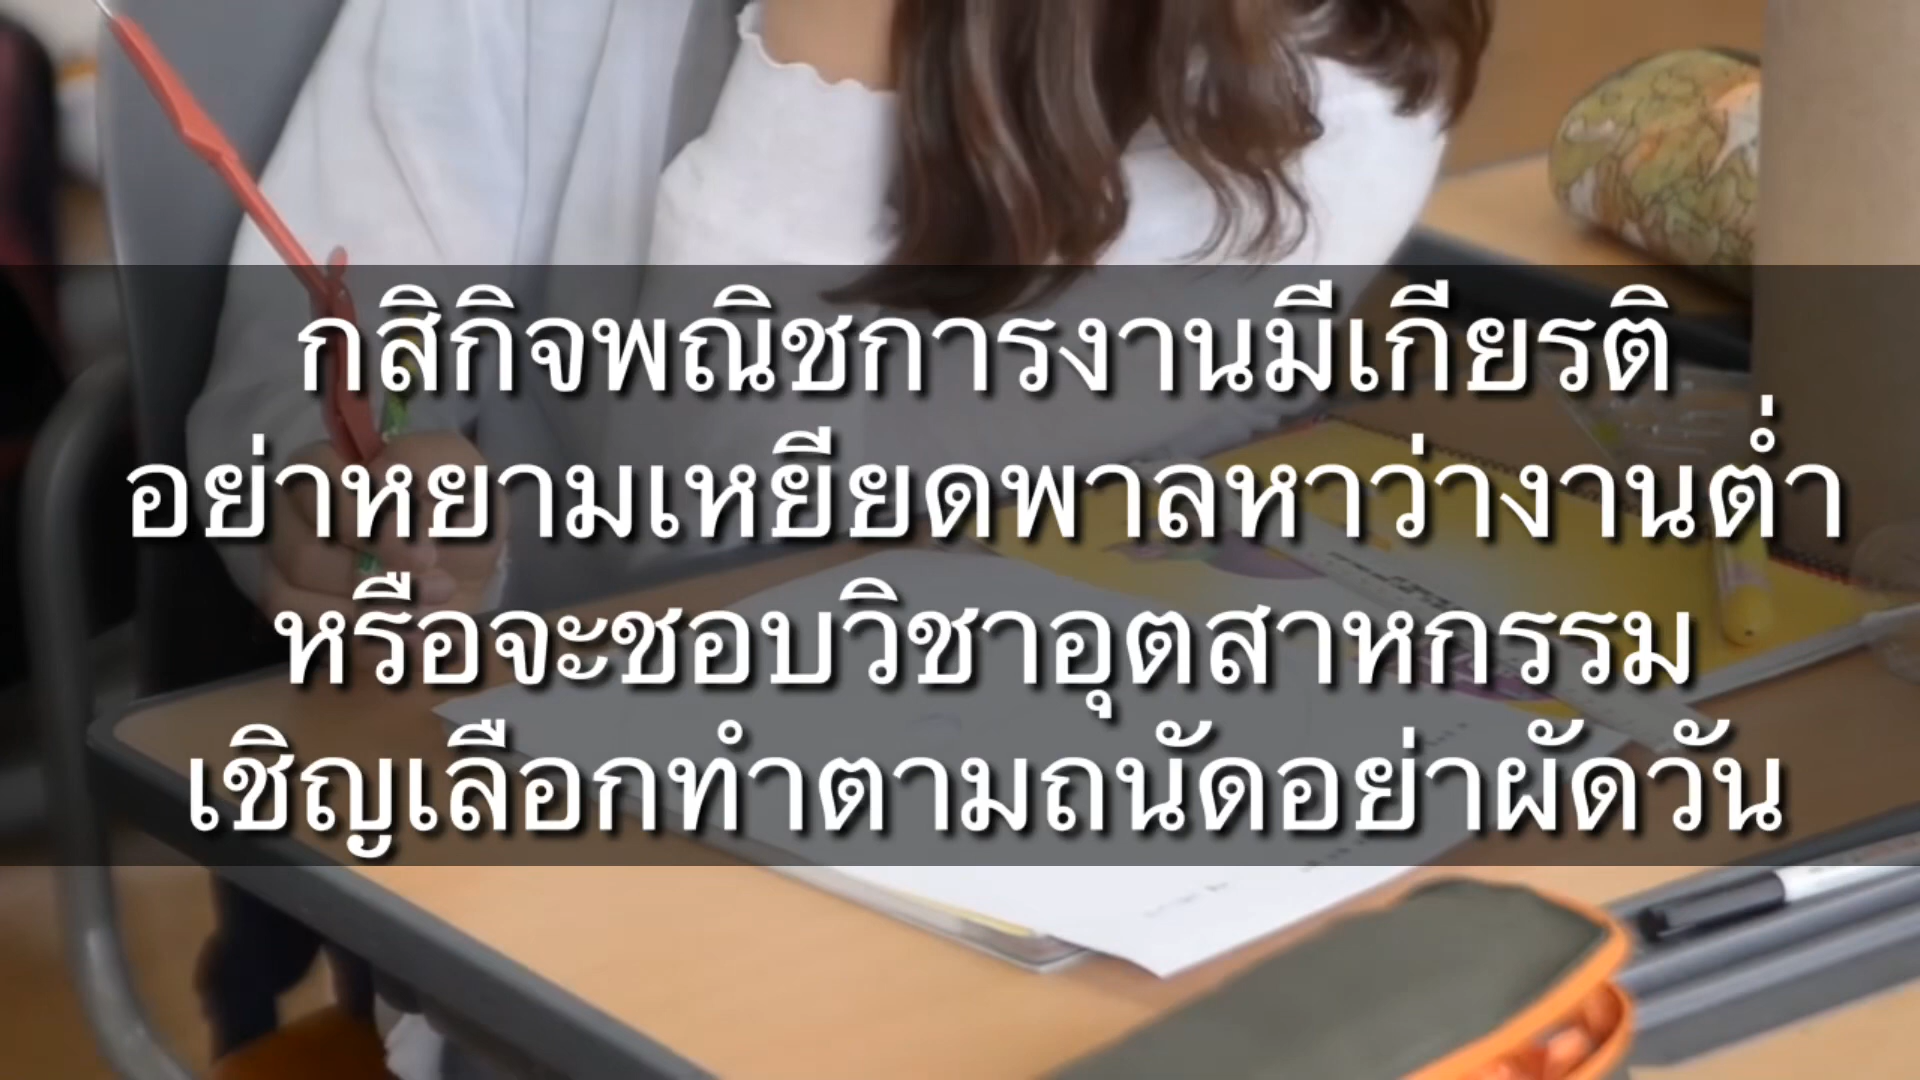 กสิกิจพณิชการงานมีเกียรติ
อย่าหยามเหยียดพาลหาว่างานต่ำ
หรือจะชอบวิชาอุตสาหกรรม
เชิญเลือกทำตามถนัดอย่าผัดวัน